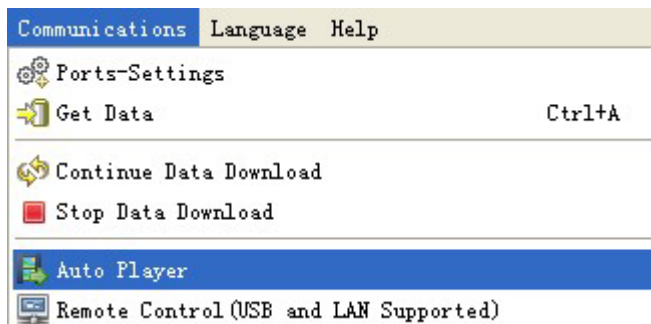 Communications Language Help
Ports-Settings
Get Data Ctrl+A
Continue Data Download
Stop Data Download
Auto Player
Remote Control(USB and LAN Supported)